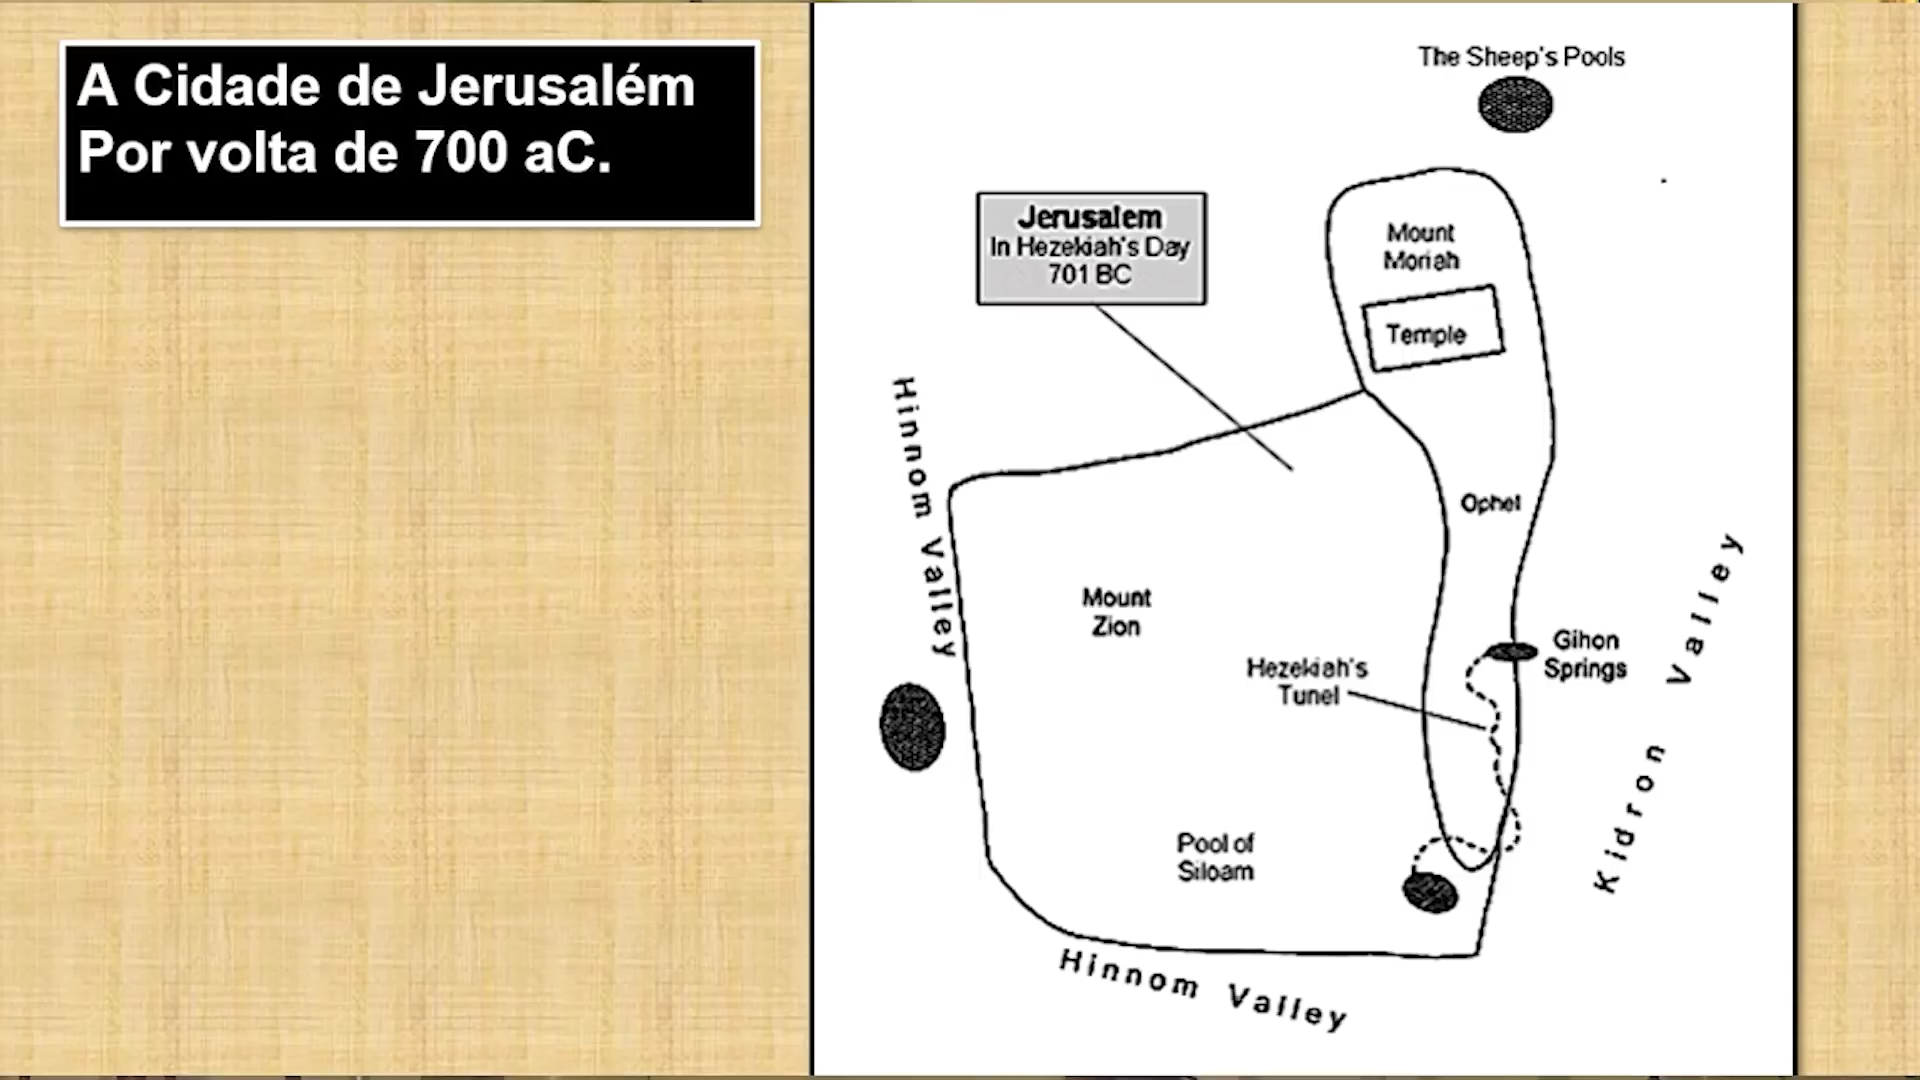 A Cidade de Jerusalém
Por volta de 700 aC.
The Sheep's Pools
Jerusalem
In Hezekiah's Day
701 BC
Mount
Moriah
Temple
Hinnom Valley
Ophel
Mount
Zion
Gihon
Springs
Hezekiah's
Tunel
Kidron Valley
Pool of
Siloam
Hinnom Valley